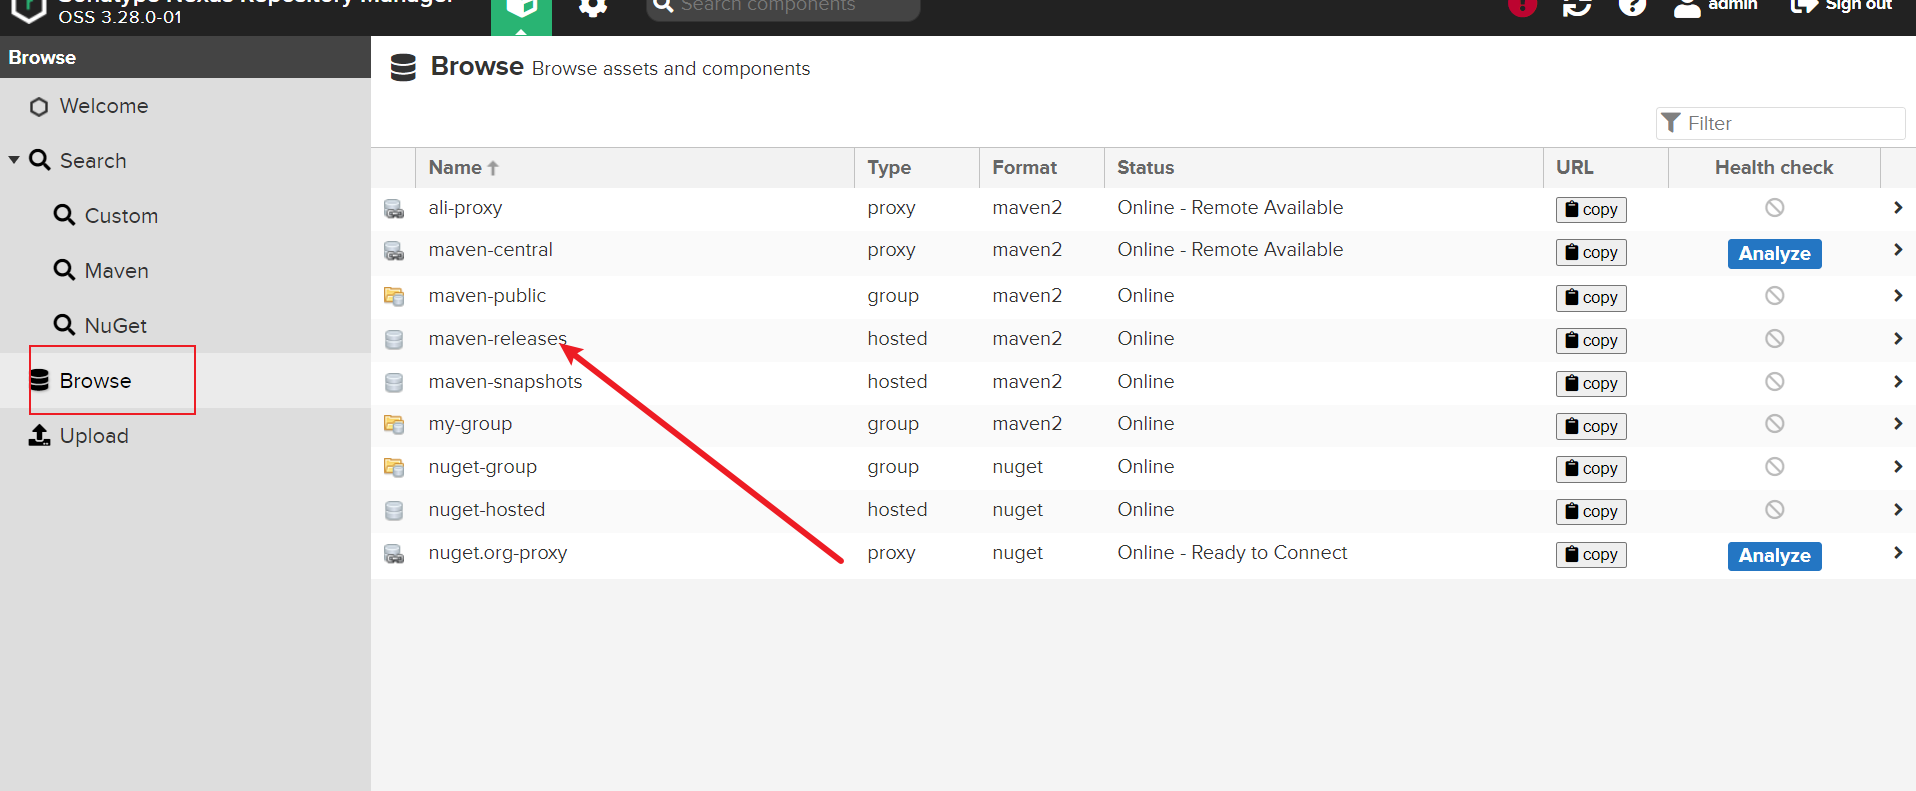 Sonatype Nexus Repository Manager
OSS 3.28.0-01
Search components
admin
Sign out
Browse
Welcome
Search
Custom
Maven
NuGet
Browse
Upload
Browse Browse assets and components
Filter
Name Type Format Status URL Health check
ali-proxy proxy maven2 Online - Remote Available copy
maven-central proxy maven2 Online - Remote Available copy Analyze
maven-public group maven2 Online copy
maven-releases hosted maven2 Online copy
maven-snapshots hosted maven2 Online copy
my-group group maven2 Online copy
nuget-group group nuget Online copy
nuget-hosted hosted nuget Online copy
nuget.org-proxy proxy nuget Online - Ready to Connect copy Analyze